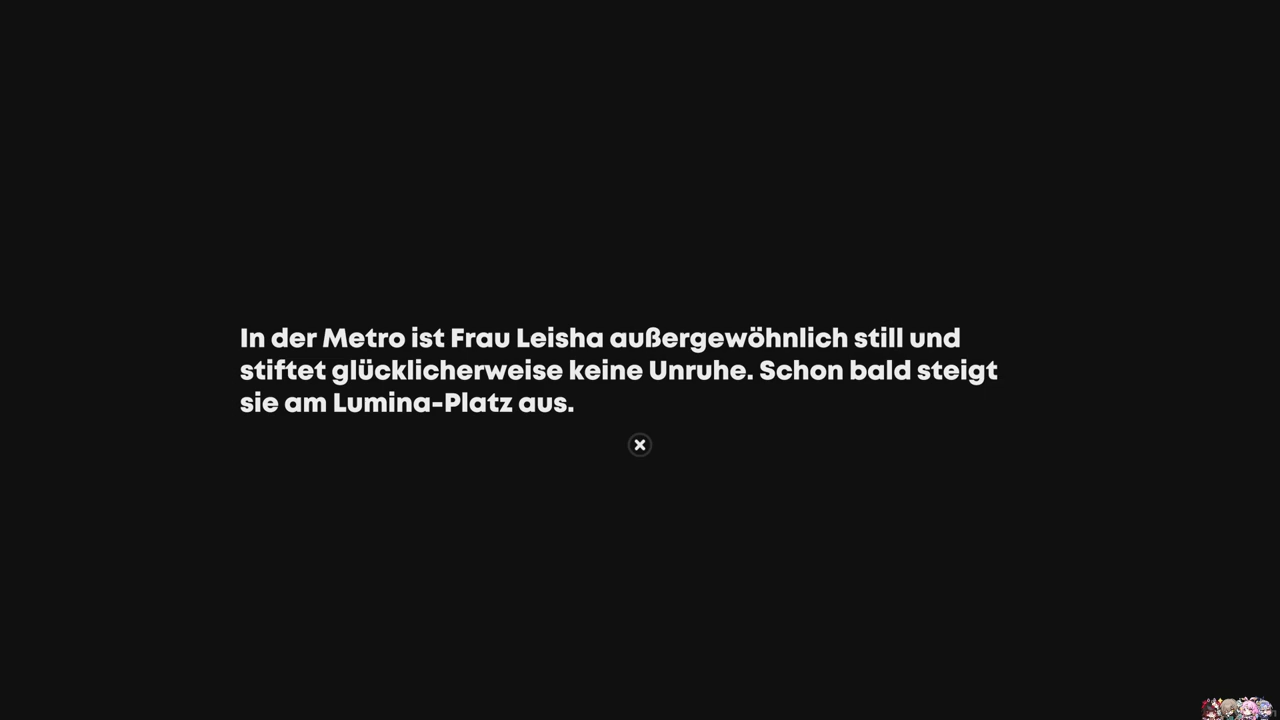 In der Metro ist Frau Leisha außergewöhnlich still und
stiftet glücklicherweise keine Unruhe. Schon bald steigt
sie am Lumina-Platz aus.